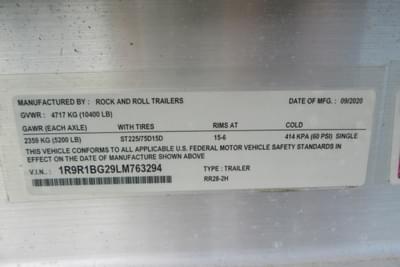 MANUFACTURED BY: ROCK AND ROLL TRAILERS DATE OF MFG.: 09/2020
GVWR: 4717 KG (10400 LB)
GAWR (EACH AXLE) WITH TIRES RIMS AT COLD
2359 KG (5200 LB) ST225/75D15D 15-6 414 KPA (60 PSI) SINGLE
THIS VEHICLE CONFORMS TO ALL APPLICABLE U.S. FEDERAL MOTOR VEHICLE SAFETY STANDARDS IN
EFFECT ON THE DATE OF MANUFACTURE SHOWN ABOVE
V.I.N.: 1R9R1BG29LM763294 TYPE: TRAILER
RR28-2H